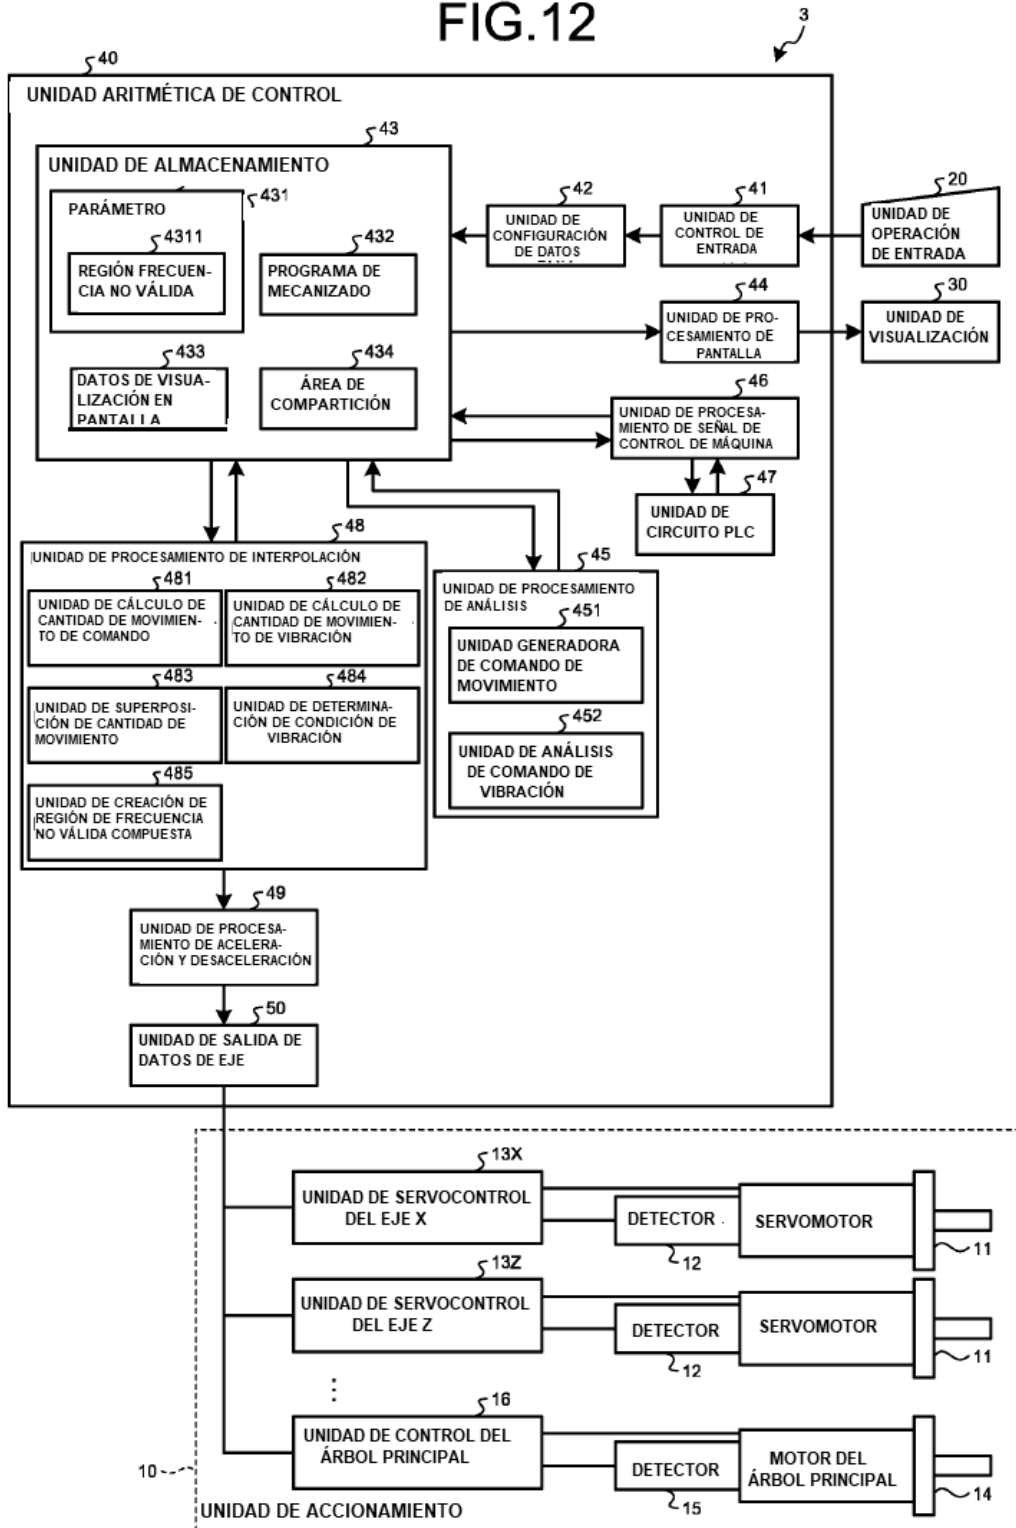 FIG.12
3
40
UNIDAD ARITMÉTICA DE CONTROL
43
UNIDAD DE ALMACENAMIENTO
431
PARÁMETRO
4311
REGIÓN FRECUEN-
CIA NO VÁLIDA
432
PROGRAMA DE
MECANIZADO
433
DATOS DE VISUA-
LIZACIÓN EN
PANTALLA
434
ÁREA DE
COMPARTICIÓN
42
UNIDAD DE
CONFIGURACIÓN
DE DATOS
41
UNIDAD DE
CONTROL DE
ENTRADA
20
UNIDAD DE
OPERACIÓN
DE ENTRADA
44
UNIDAD DE PRO-
CESAMIENTO DE
PANTALLA
30
UNIDAD DE
VISUALIZACIÓN
46
UNIDAD DE PROCESA-
MIENTO DE SEÑAL DE
CONTROL DE MÁQUINA
47
UNIDAD DE
CIRCUITO PLC
48
UNIDAD DE PROCESAMIENTO DE INTERPOLACIÓN
481
UNIDAD DE CÁLCULO DE
CANTIDAD DE MOVIMIEN-
TO DE COMANDO
482
UNIDAD DE CÁLCULO DE
CANTIDAD DE MOVIMIEN-
TO DE VIBRACIÓN
483
UNIDAD DE SUPERPOSI-
CIÓN DE CANTIDAD DE
MOVIMIENTO
484
UNIDAD DE DETERMINA-
CIÓN DE CONDICIÓN DE
VIBRACIÓN
485
UNIDAD DE CREACIÓN DE
REGIÓN DE FRECUENCIA
NO VÁLIDA COMPUESTA
45
UNIDAD DE PROCESAMIENTO
DE ANÁLISIS
451
UNIDAD GENERADORA
DE COMANDO DE
MOVIMIENTO
452
UNIDAD DE ANÁLISIS
DE COMANDO DE
VIBRACIÓN
49
UNIDAD DE PROCESA-
MIENTO DE ACELERA-
CIÓN Y DESACELERACIÓN
50
UNIDAD DE SALIDA DE
DATOS DE EJE
13X
UNIDAD DE SERVOCONTROL
DEL EJE X
DETECTOR
12
SERVOMOTOR
11
13Z
UNIDAD DE SERVOCONTROL
DEL EJE Z
DETECTOR
12
SERVOMOTOR
11
⋮
16
UNIDAD DE CONTROL DEL
ÁRBOL PRINCIPAL
DETECTOR
15
MOTOR DEL
ÁRBOL PRINCIPAL
14
10
UNIDAD DE ACCIONAMIENTO